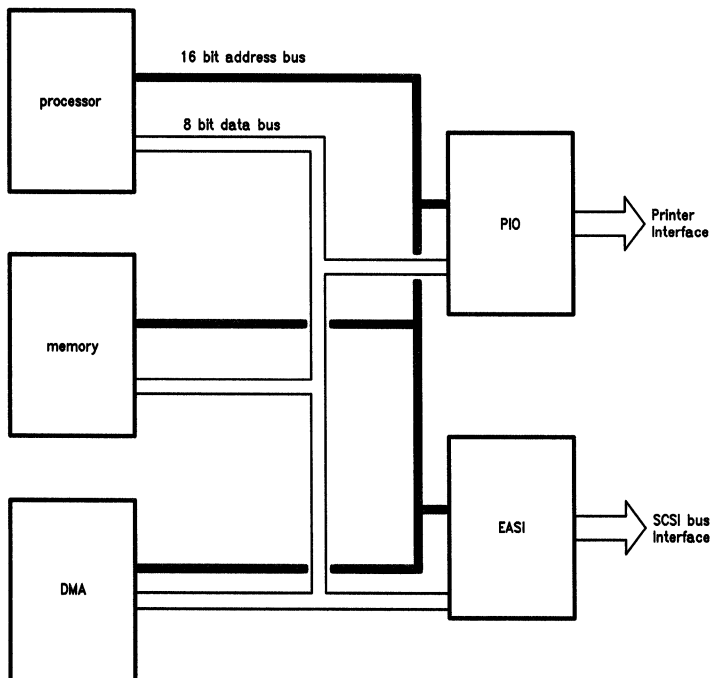 16 bit address bus
processor
8 bit data bus
PIO
Printer
Interface
memory
EASI
SCSI bus
Interface
DMA